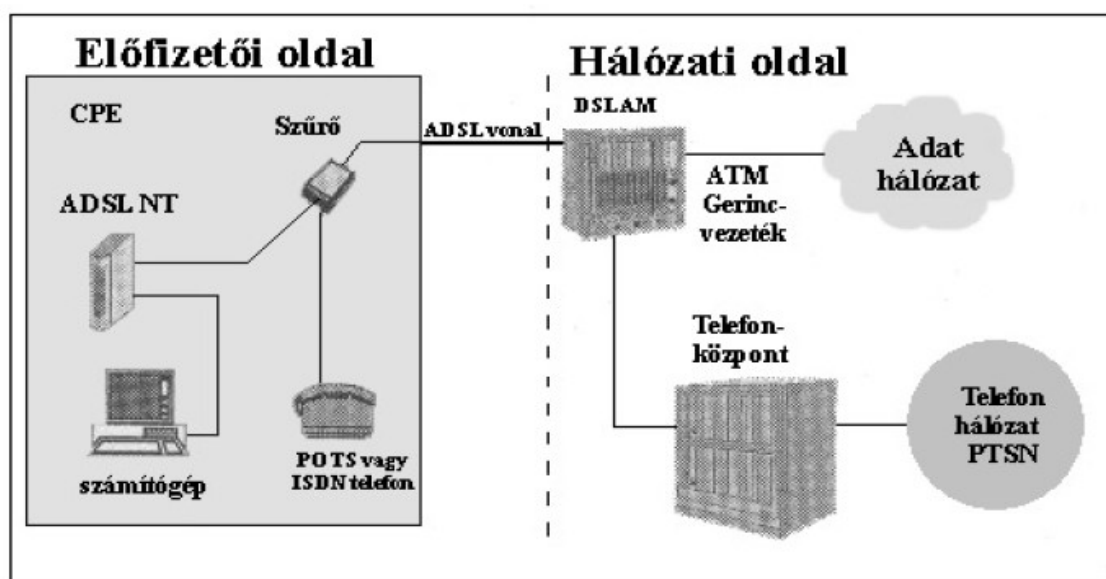 Előfizetői oldal
CPE
Szűrő
ADSL NT
számítógép
POTS vagy
ISDN telefon
ADSL vonal
Hálózati oldal
DSLAM
ATM
Gerinc-
vezeték
Adat
hálózat
Telefon-
központ
Telefon
hálózat
PTSN